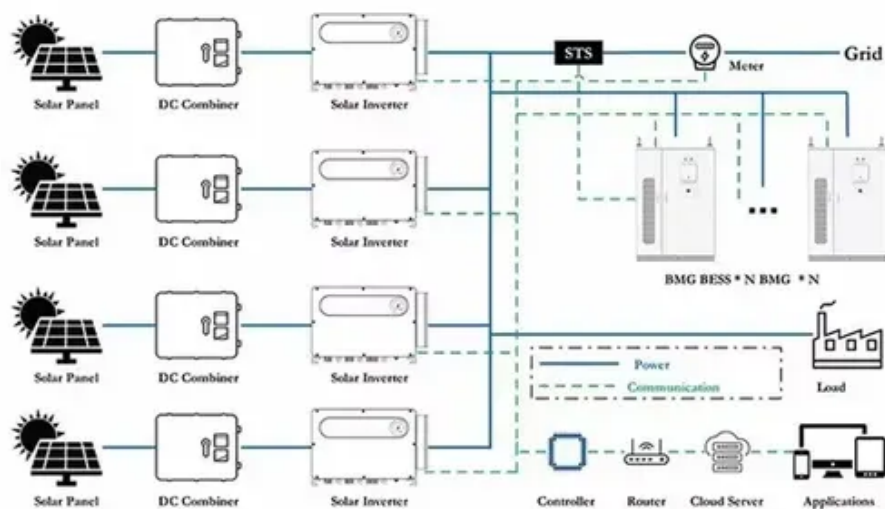 STS
Meter
Grid
Solar Panel
DC Combiner
Solar Inverter
Solar Panel
DC Combiner
Solar Inverter
BMG BESS * N BMG * N
Solar Panel
DC Combiner
Solar Inverter
Power
Communication
Load
Solar Panel
DC Combiner
Solar Inverter
Controller
Router
Cloud Server
Applications